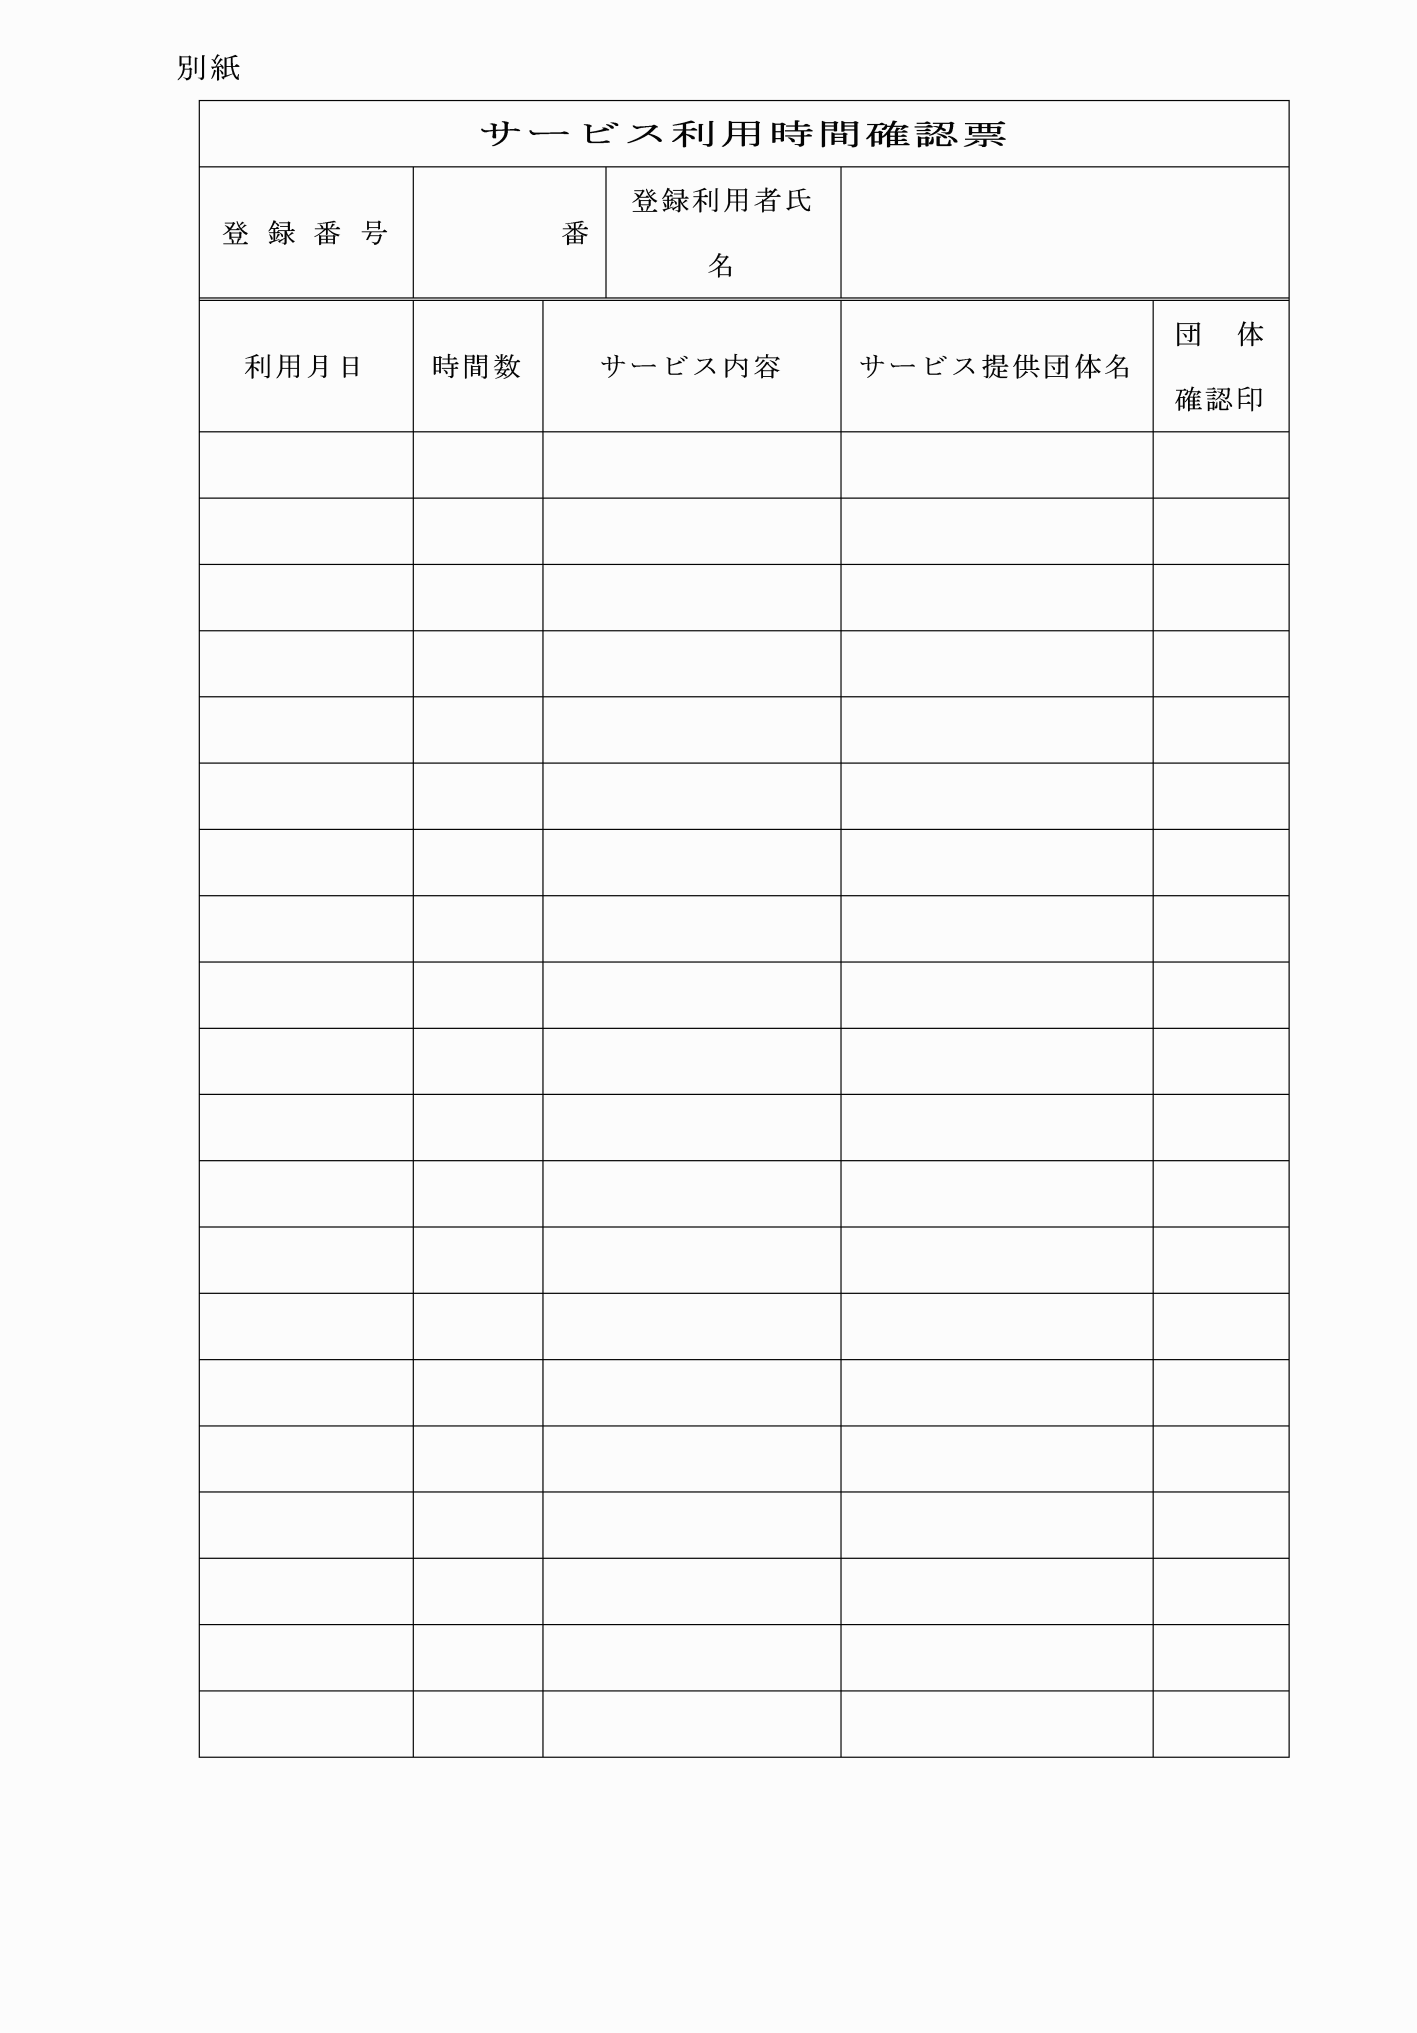 別紙
サービス利用時間確認票
登録番号
番
登録利用者氏
名
利用月日
時間数
サービス内容
サービス提供団体名
団　体
確認印